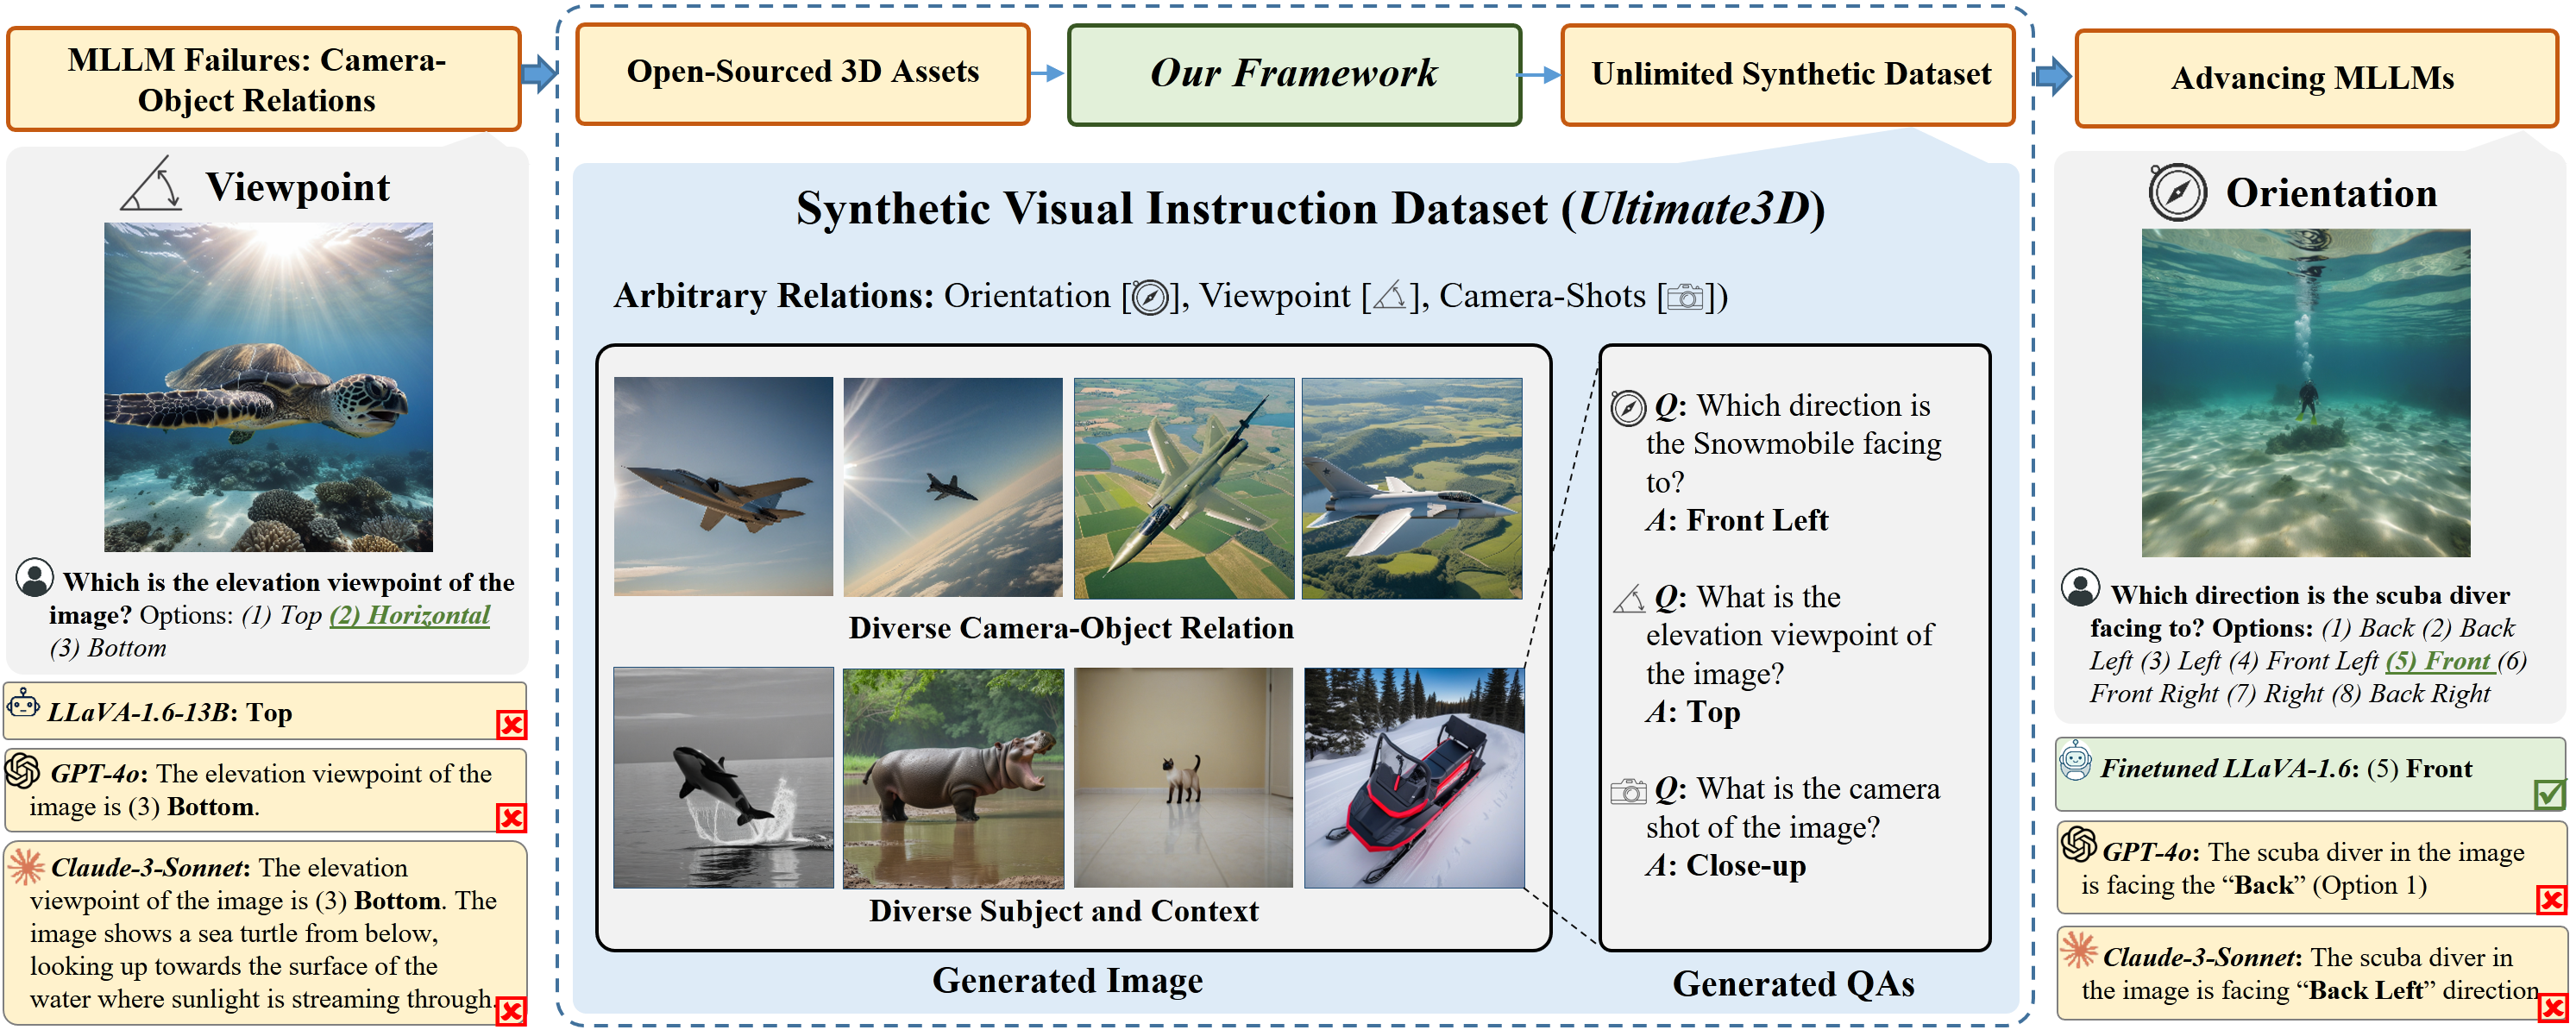 MLLM Failures: Camera-
Object Relations
Open-Sourced 3D Assets
Our Framework
Unlimited Synthetic Dataset
Advancing MLLMs
Viewpoint
Which is the elevation viewpoint of the
image? Options: (1) Top (2) Horizontal
(3) Bottom
LLaVA-1.6-13B: Top
GPT-4o: The elevation viewpoint of the
image is (3) Bottom.
Claude-3-Sonnet: The elevation
viewpoint of the image is (3) Bottom. The
image shows a sea turtle from below,
looking up towards the surface of the
water where sunlight is streaming through.
Synthetic Visual Instruction Dataset (Ultimate3D)
Arbitrary Relations: Orientation [], Viewpoint [], Camera-Shots [])
Diverse Camera-Object Relation
Diverse Subject and Context
Generated Image
Q: Which direction is
the Snowmobile facing
to?
A: Front Left
Q: What is the
elevation viewpoint of
the image?
A: Top
Q: What is the camera
shot of the image?
A: Close-up
Generated QAs
Orientation
Which direction is the scuba diver
facing to? Options: (1) Back (2) Back
Left (3) Left (4) Front Left (5) Front (6)
Front Right (7) Right (8) Back Right
Finetuned LLaVA-1.6: (5) Front
GPT-4o: The scuba diver in the image
is facing the “Back” (Option 1)
Claude-3-Sonnet: The scuba diver in
the image is facing “Back Left” direction